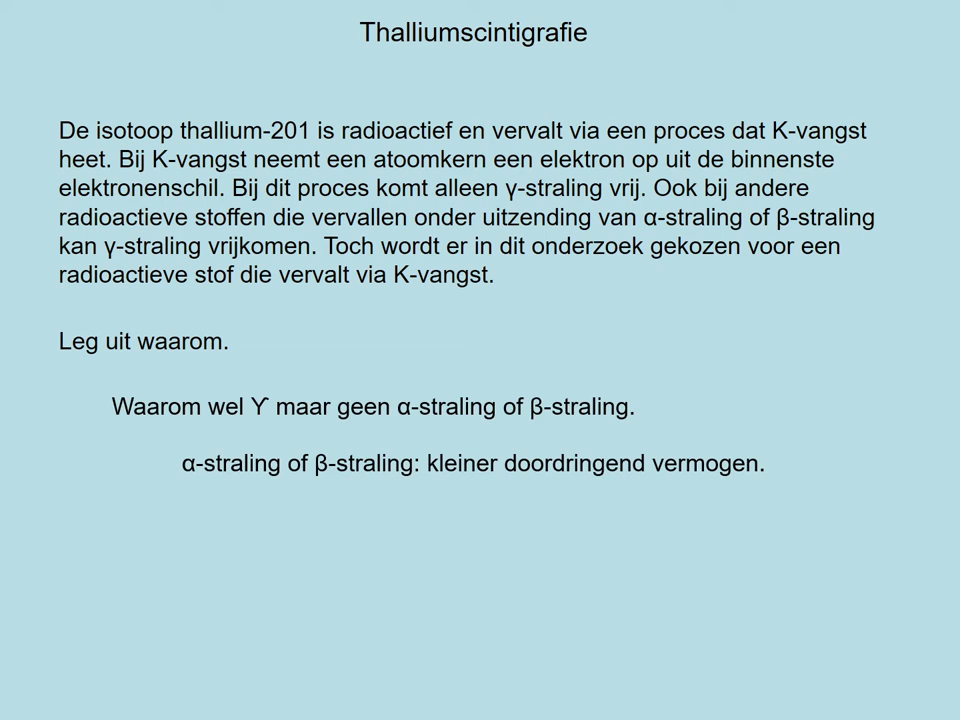 Thalliumscintigrafie
De isotoop thallium-201 is radioactief en vervalt via een proces dat K-vangst
heet. Bij K-vangst neemt een atoomkern een elektron op uit de binnenste
elektronenschil. Bij dit proces komt alleen γ-straling vrij. Ook bij andere
radioactieve stoffen die vervallen onder uitzending van α-straling of β-straling
kan γ-straling vrijkomen. Toch wordt er in dit onderzoek gekozen voor een
radioactieve stof die vervalt via K-vangst.
Leg uit waarom.
Waarom wel ϒ maar geen α-straling of β-straling.
α-straling of β-straling: kleiner doordringend vermogen.